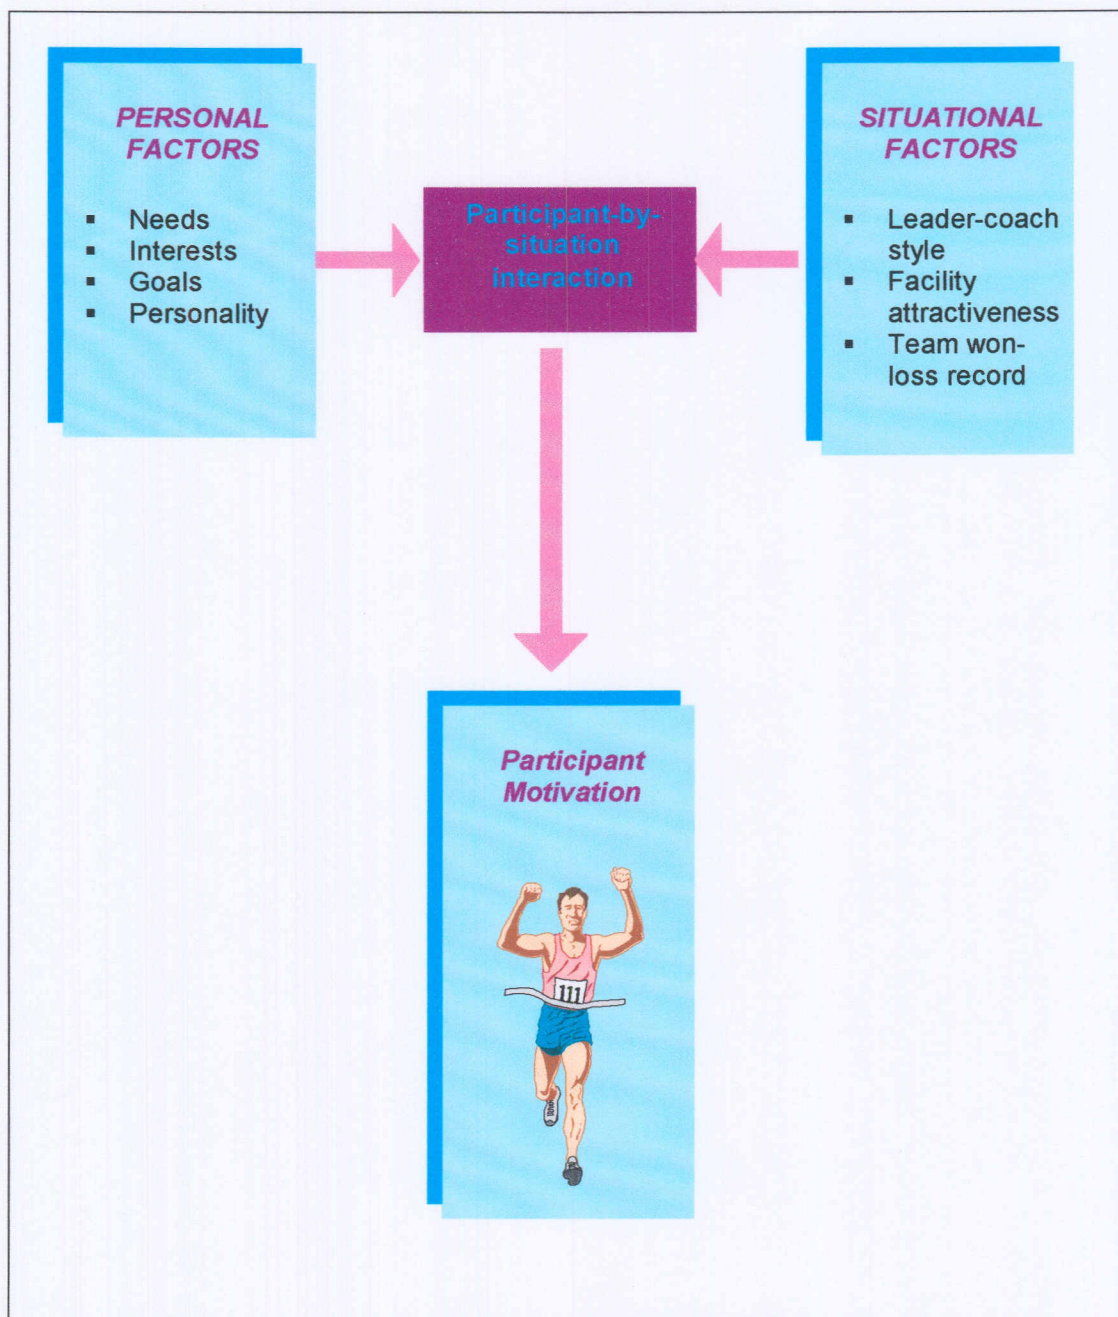 PERSONAL
FACTORS
▪ Needs
▪ Interests
▪ Goals
▪ Personality
Participant-by-
situation
interaction
SITUATIONAL
FACTORS
▪ Leader-coach
style
▪ Facility
attractiveness
▪ Team won-
loss record
Participant
Motivation
111